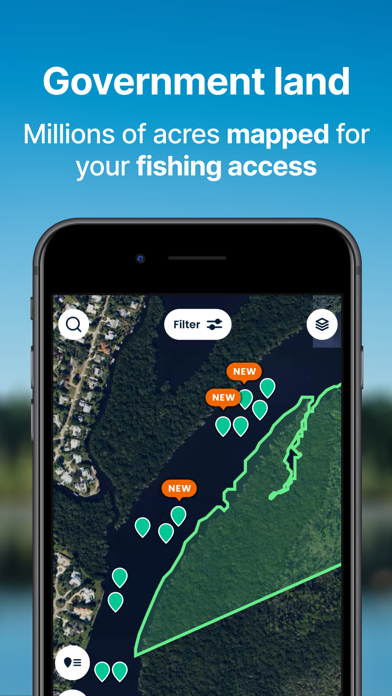 Government land
Millions of acres mapped for
your fishing access
Filter
NEW
NEW
NEW